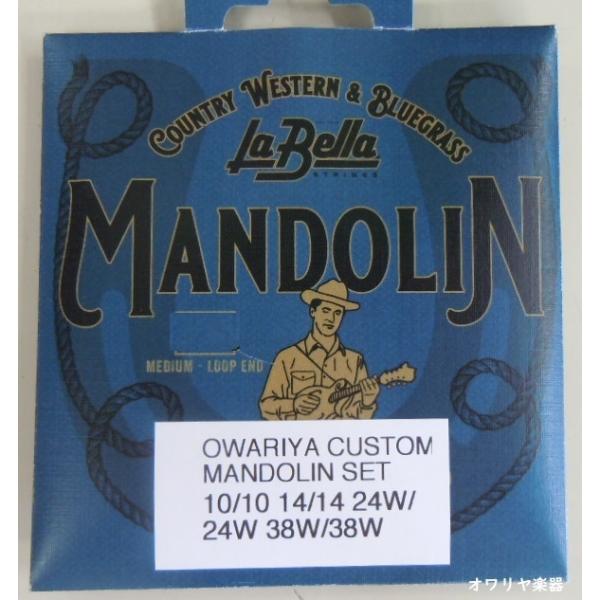 COUNTRY WESTERN & BLUEGRASS
La Bella
STRINGS
MANDOLIN
MEDIUM - LOOP END
OWARIYA CUSTOM
MANDOLIN SET
10/10 14/14 24W/
24W 38W/38W
オワリヤ楽器